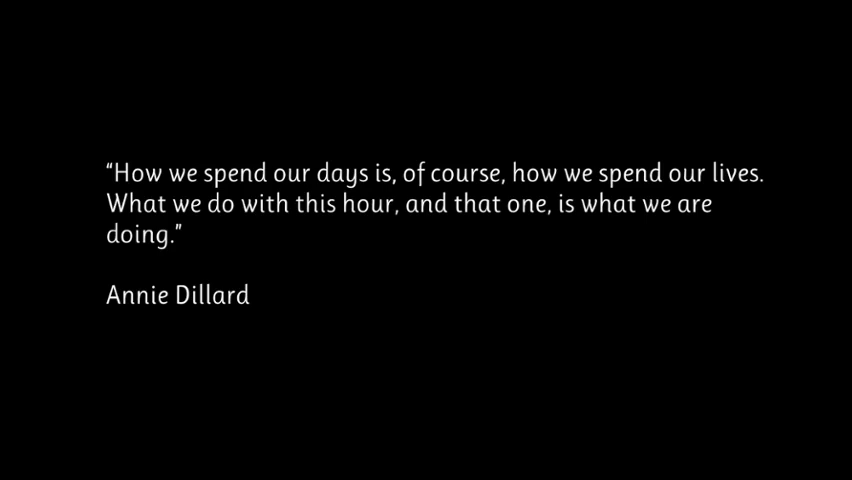 “How we spend our days is, of course, how we spend our lives.
What we do with this hour, and that one, is what we are
doing.”
Annie Dillard